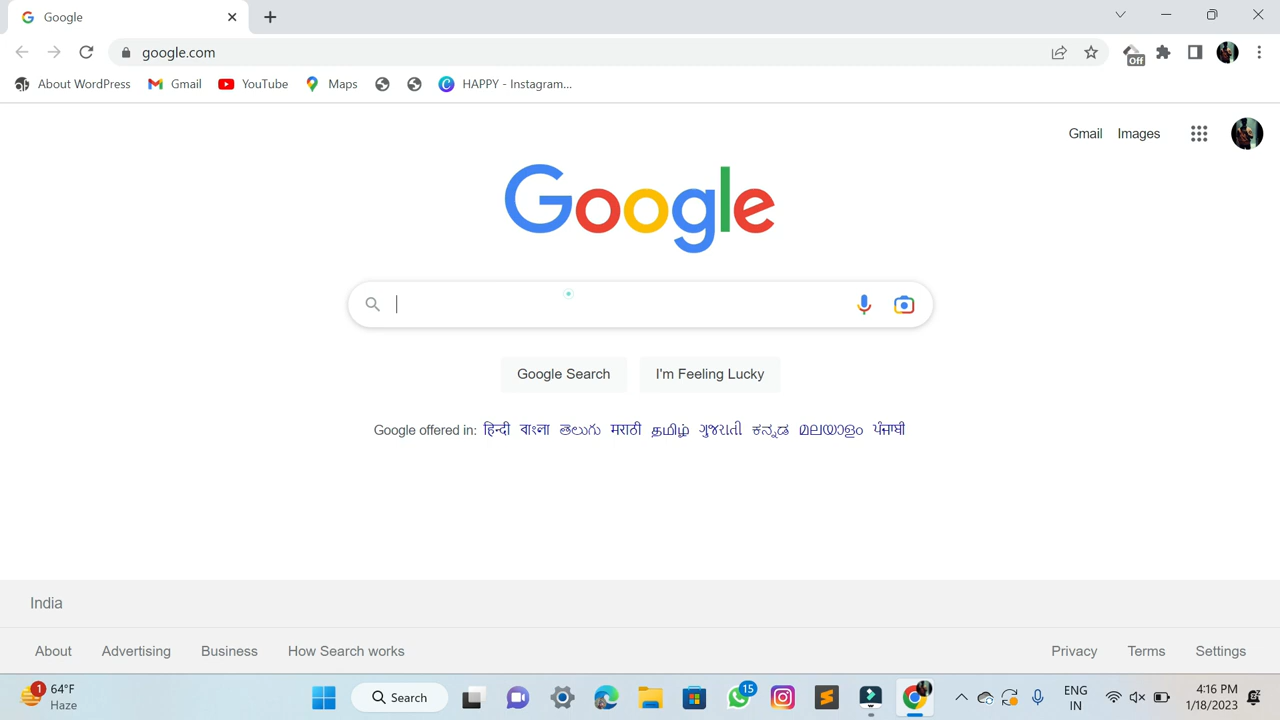 Google
google.com
Off
About WordPress Gmail YouTube Maps HAPPY - Instagram...
Gmail Images
Google
Google Search I'm Feeling Lucky
Google offered in: हिन्दी বাংলা తెలుగు मराठी தமிழ் ગુજરાતી ಕನ್ನಡ മലയാളം ਪੰਜਾਬੀ
India
About Advertising Business How Search works Privacy Terms Settings
1 64°F
Haze
Search
15
ENG
IN
4:16 PM
1/18/2023